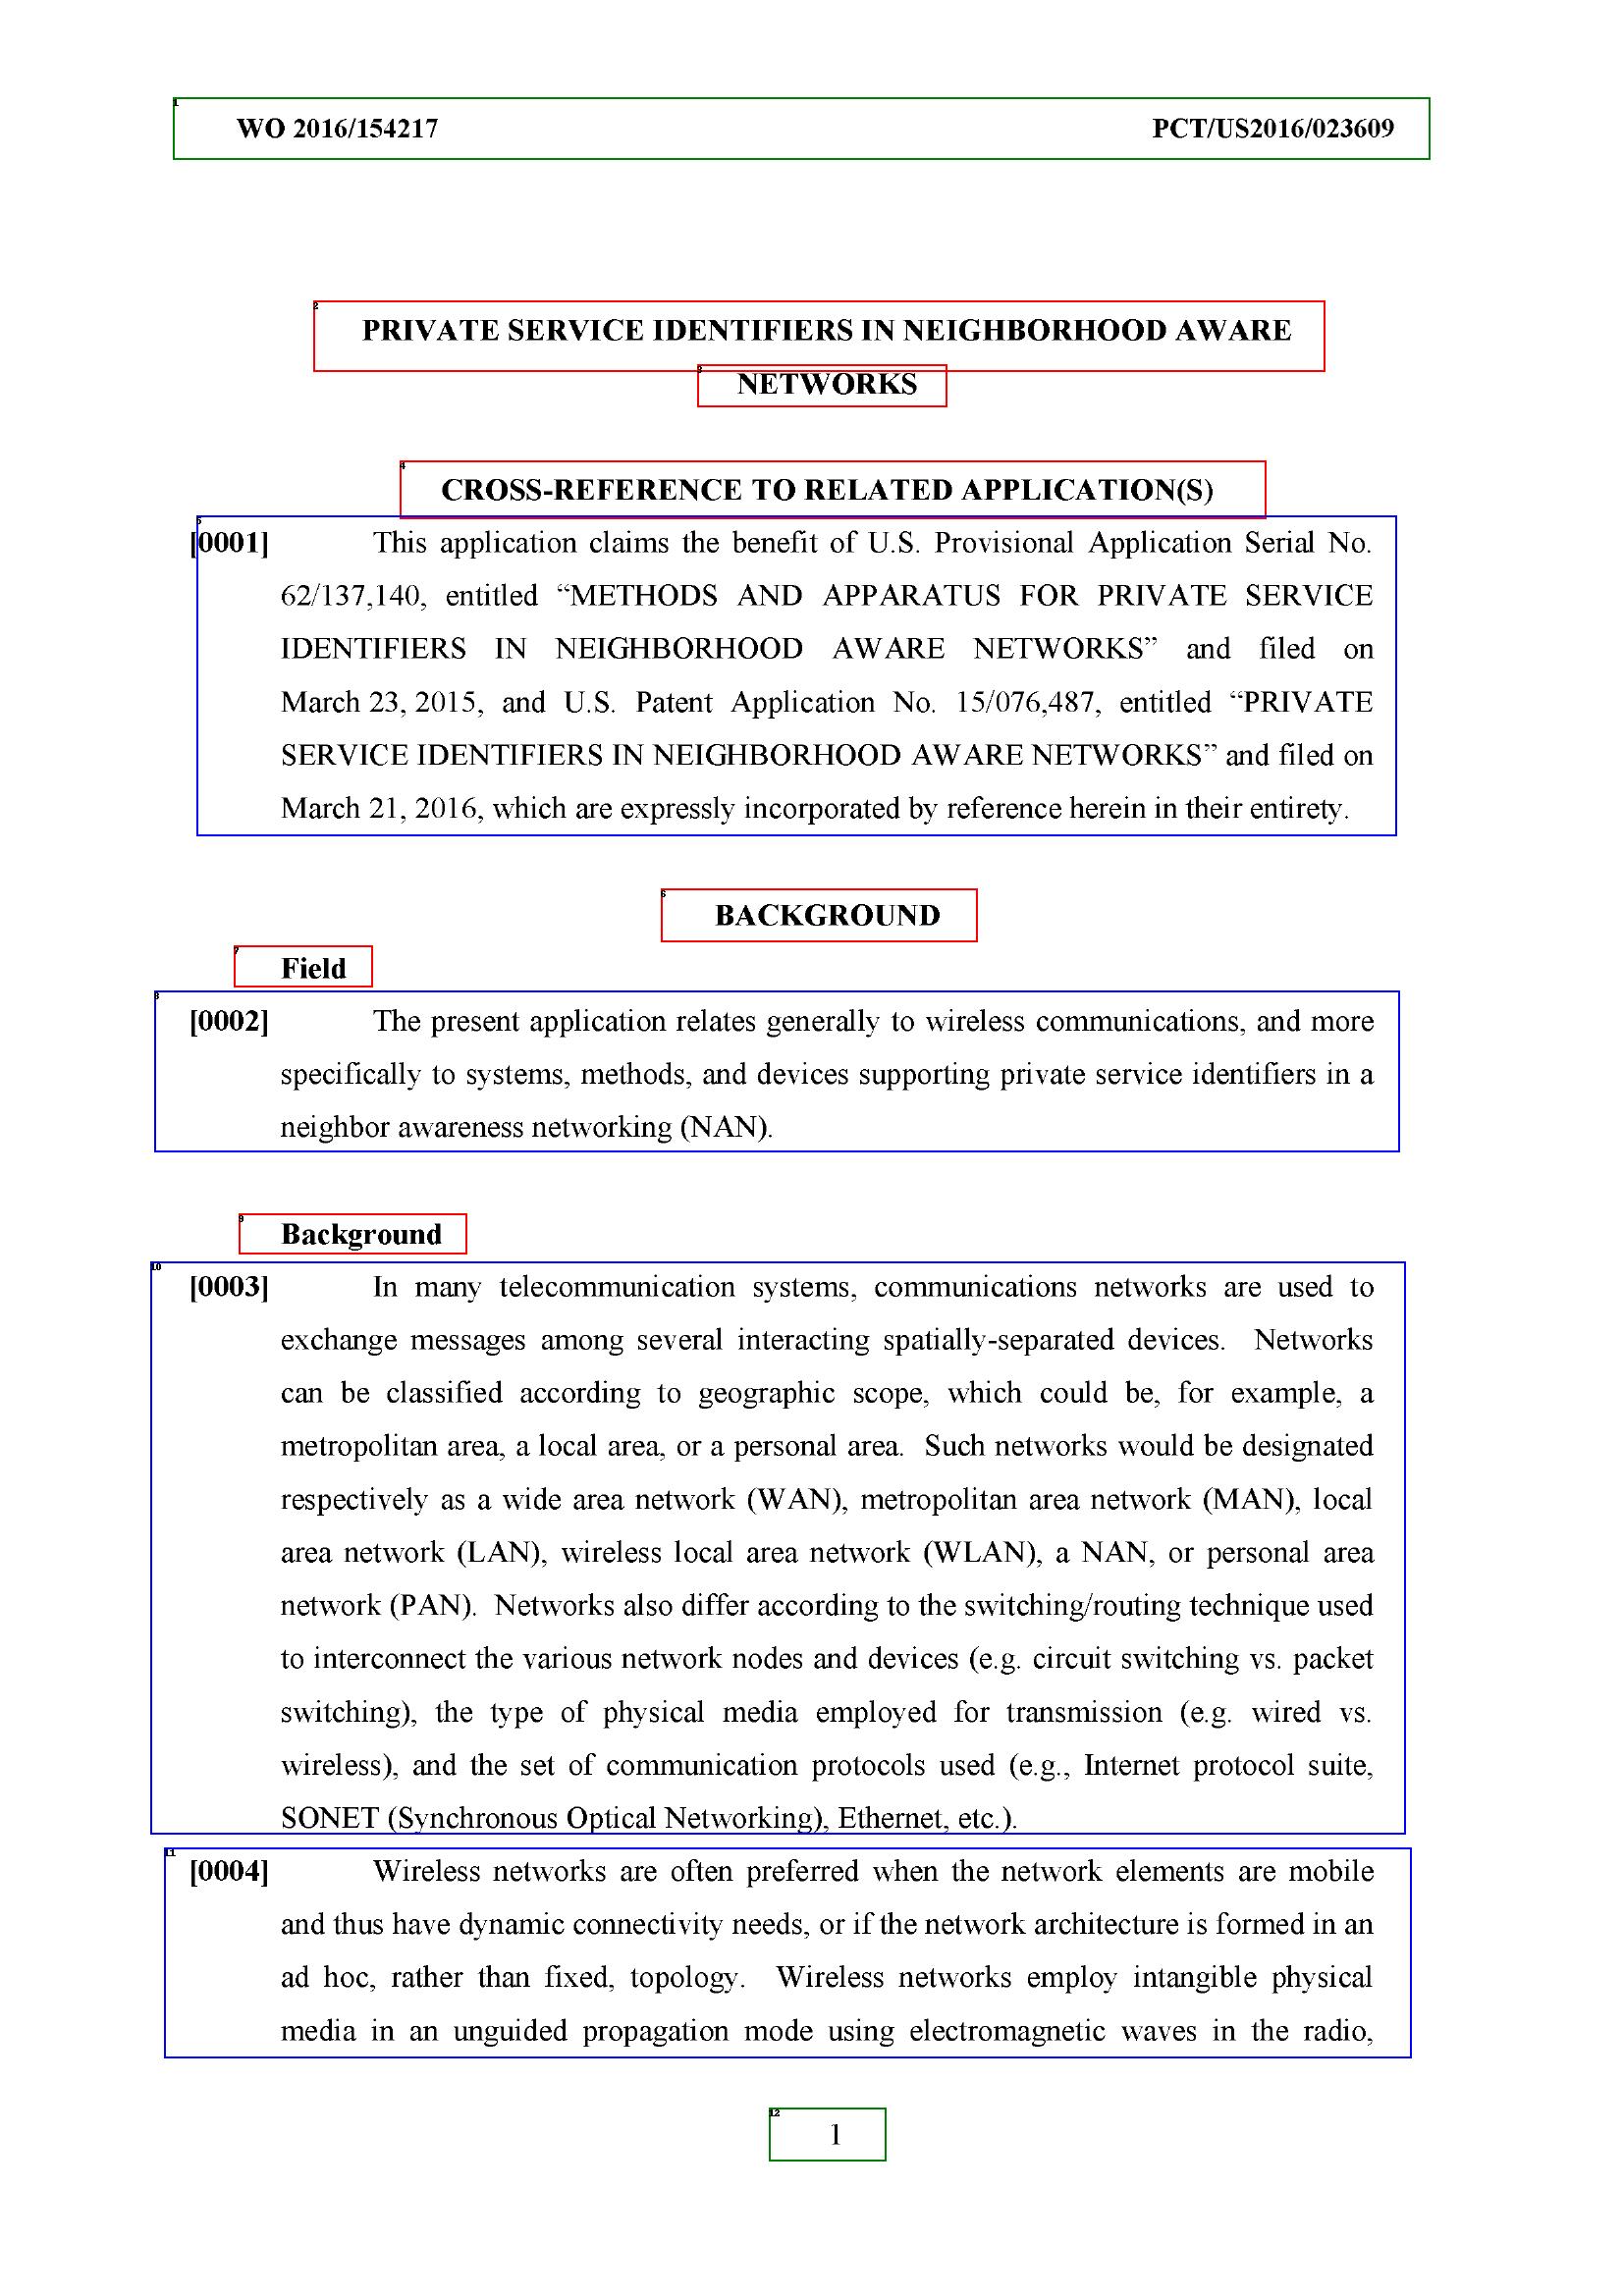 WO 2016/154217 PCT/US2016/023609
PRIVATE SERVICE IDENTIFIERS IN NEIGHBORHOOD AWARE
NETWORKS
CROSS-REFERENCE TO RELATED APPLICATION(S)
[0001] This application claims the benefit of U.S. Provisional Application Serial No.
62/137,140, entitled “METHODS AND APPARATUS FOR PRIVATE SERVICE
IDENTIFIERS IN NEIGHBORHOOD AWARE NETWORKS” and filed on
March 23, 2015, and U.S. Patent Application No. 15/076,487, entitled “PRIVATE
SERVICE IDENTIFIERS IN NEIGHBORHOOD AWARE NETWORKS” and filed on
March 21, 2016, which are expressly incorporated by reference herein in their entirety.
BACKGROUND
Field
[0002] The present application relates generally to wireless communications, and more
specifically to systems, methods, and devices supporting private service identifiers in a
neighbor awareness networking (NAN).
Background
[0003] In many telecommunication systems, communications networks are used to
exchange messages among several interacting spatially-separated devices. Networks
can be classified according to geographic scope, which could be, for example, a
metropolitan area, a local area, or a personal area. Such networks would be designated
respectively as a wide area network (WAN), metropolitan area network (MAN), local
area network (LAN), wireless local area network (WLAN), a NAN, or personal area
network (PAN). Networks also differ according to the switching/routing technique used
to interconnect the various network nodes and devices (e.g. circuit switching vs. packet
switching), the type of physical media employed for transmission (e.g. wired vs.
wireless), and the set of communication protocols used (e.g., Internet protocol suite,
SONET (Synchronous Optical Networking), Ethernet, etc.).
[0004] Wireless networks are often preferred when the network elements are mobile
and thus have dynamic connectivity needs, or if the network architecture is formed in an
ad hoc, rather than fixed, topology. Wireless networks employ intangible physical
media in an unguided propagation mode using electromagnetic waves in the radio,
1